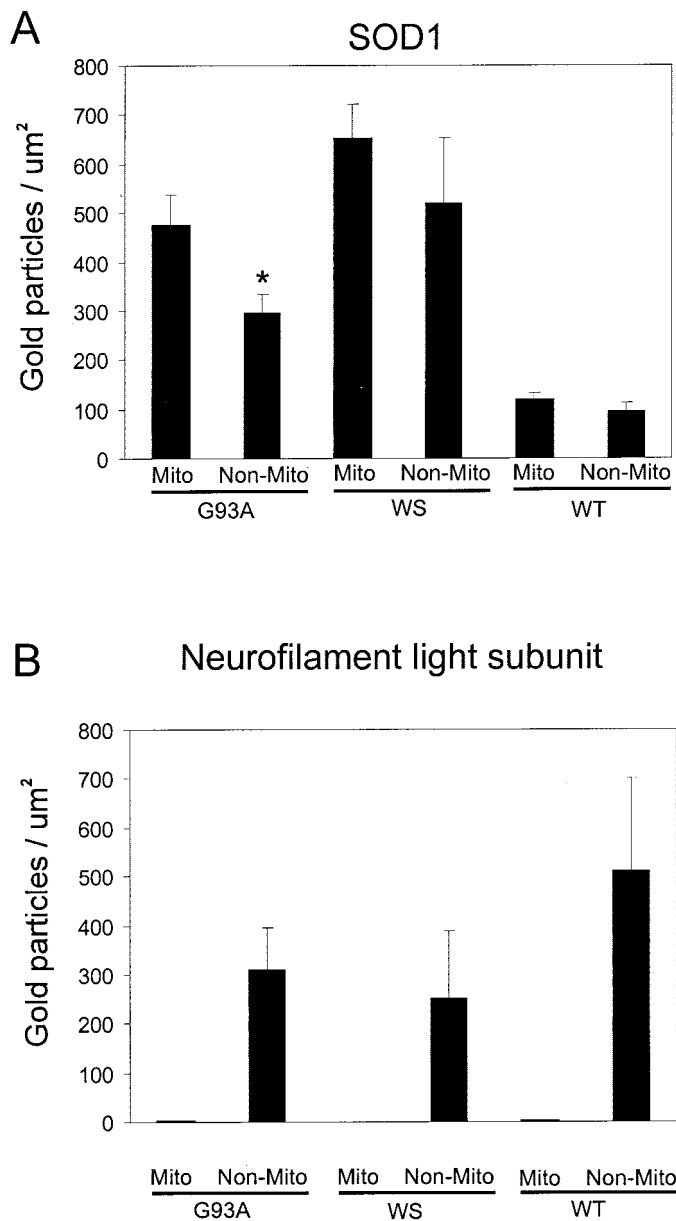 A
SOD1
Gold particles / um²
800
700
600
500
400
300
200
100
0
*
Mito Non-Mito Mito Non-Mito Mito Non-Mito
G93A WS WT
B
Neurofilament light subunit
Gold particles / um²
800
700
600
500
400
300
200
100
0
Mito Non-Mito Mito Non-Mito Mito Non-Mito
G93A WS WT